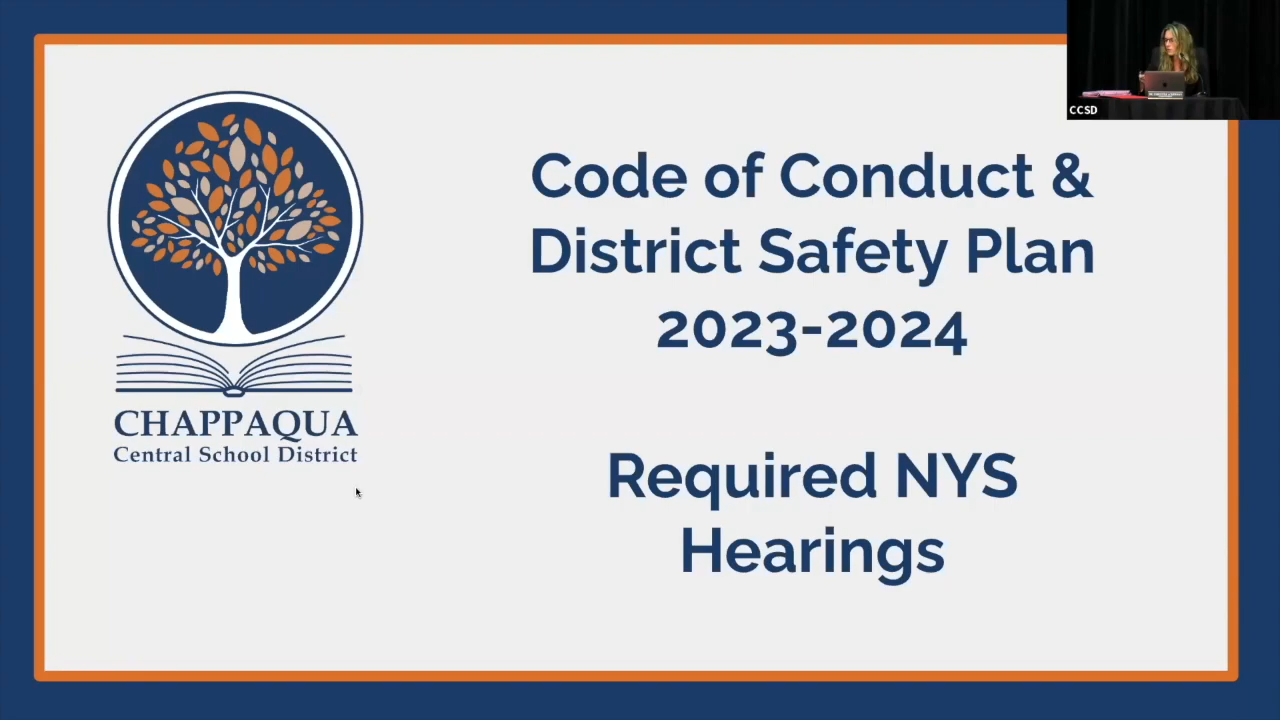 CCSD
Code of Conduct &
District Safety Plan
2023-2024
Required NYS
Hearings
CHAPPAQUA
Central School District